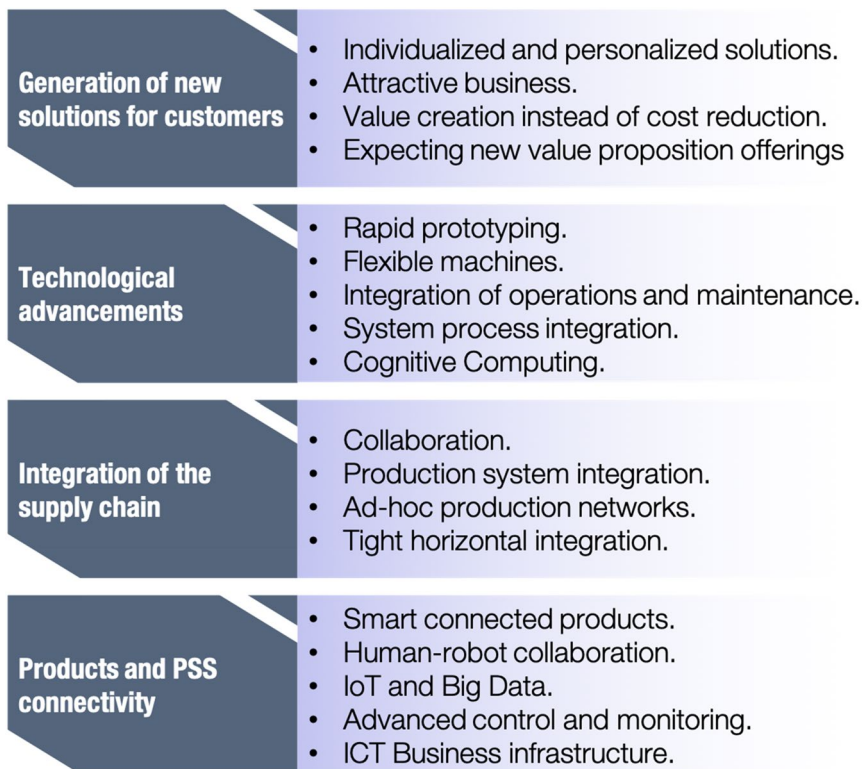 Generation of new
solutions for customers
• Individualized and personalized solutions.
• Attractive business.
• Value creation instead of cost reduction.
• Expecting new value proposition offerings
Technological
advancements
• Rapid prototyping.
• Flexible machines.
• Integration of operations and maintenance.
• System process integration.
• Cognitive Computing.
Integration of the
supply chain
• Collaboration.
• Production system integration.
• Ad-hoc production networks.
• Tight horizontal integration.
Products and PSS
connectivity
• Smart connected products.
• Human-robot collaboration.
• IoT and Big Data.
• Advanced control and monitoring.
• ICT Business infrastructure.